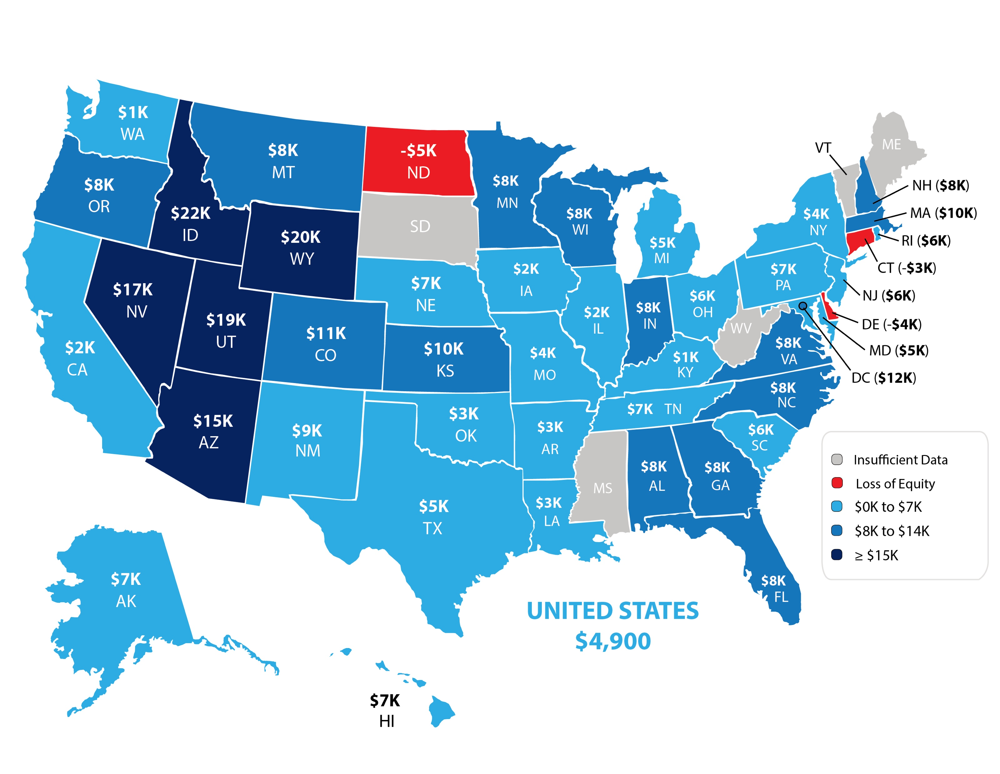 $1K
WA
$8K
MT
-$5K
ND
$8K
MN
VT
ME
$8K
OR
$22K
ID
$20K
WY
SD
$8K
WI
$5K
MI
$4K
NY
NH ($8K)
MA ($10K)
RI ($6K)
CT (-$3K)
NJ ($6K)
DE (-$4K)
MD ($5K)
DC ($12K)
$17K
NV
$19K
UT
$11K
CO
$7K
NE
$2K
IA
$2K
IL
$8K
IN
$6K
OH
$7K
PA
WV
$8K
VA
$2K
CA
$10K
KS
$4K
MO
$1K
KY
$8K
NC
$15K
AZ
$9K
NM
$3K
OK
$3K
AR
$7K TN
$6K
SC
$5K
TX
$3K
LA
MS
$8K
AL
$8K
GA
$8K
FL
Insufficient Data
Loss of Equity
$0K to $7K
$8K to $14K
≥ $15K
$7K
AK
UNITED STATES
$4,900
$7K
HI